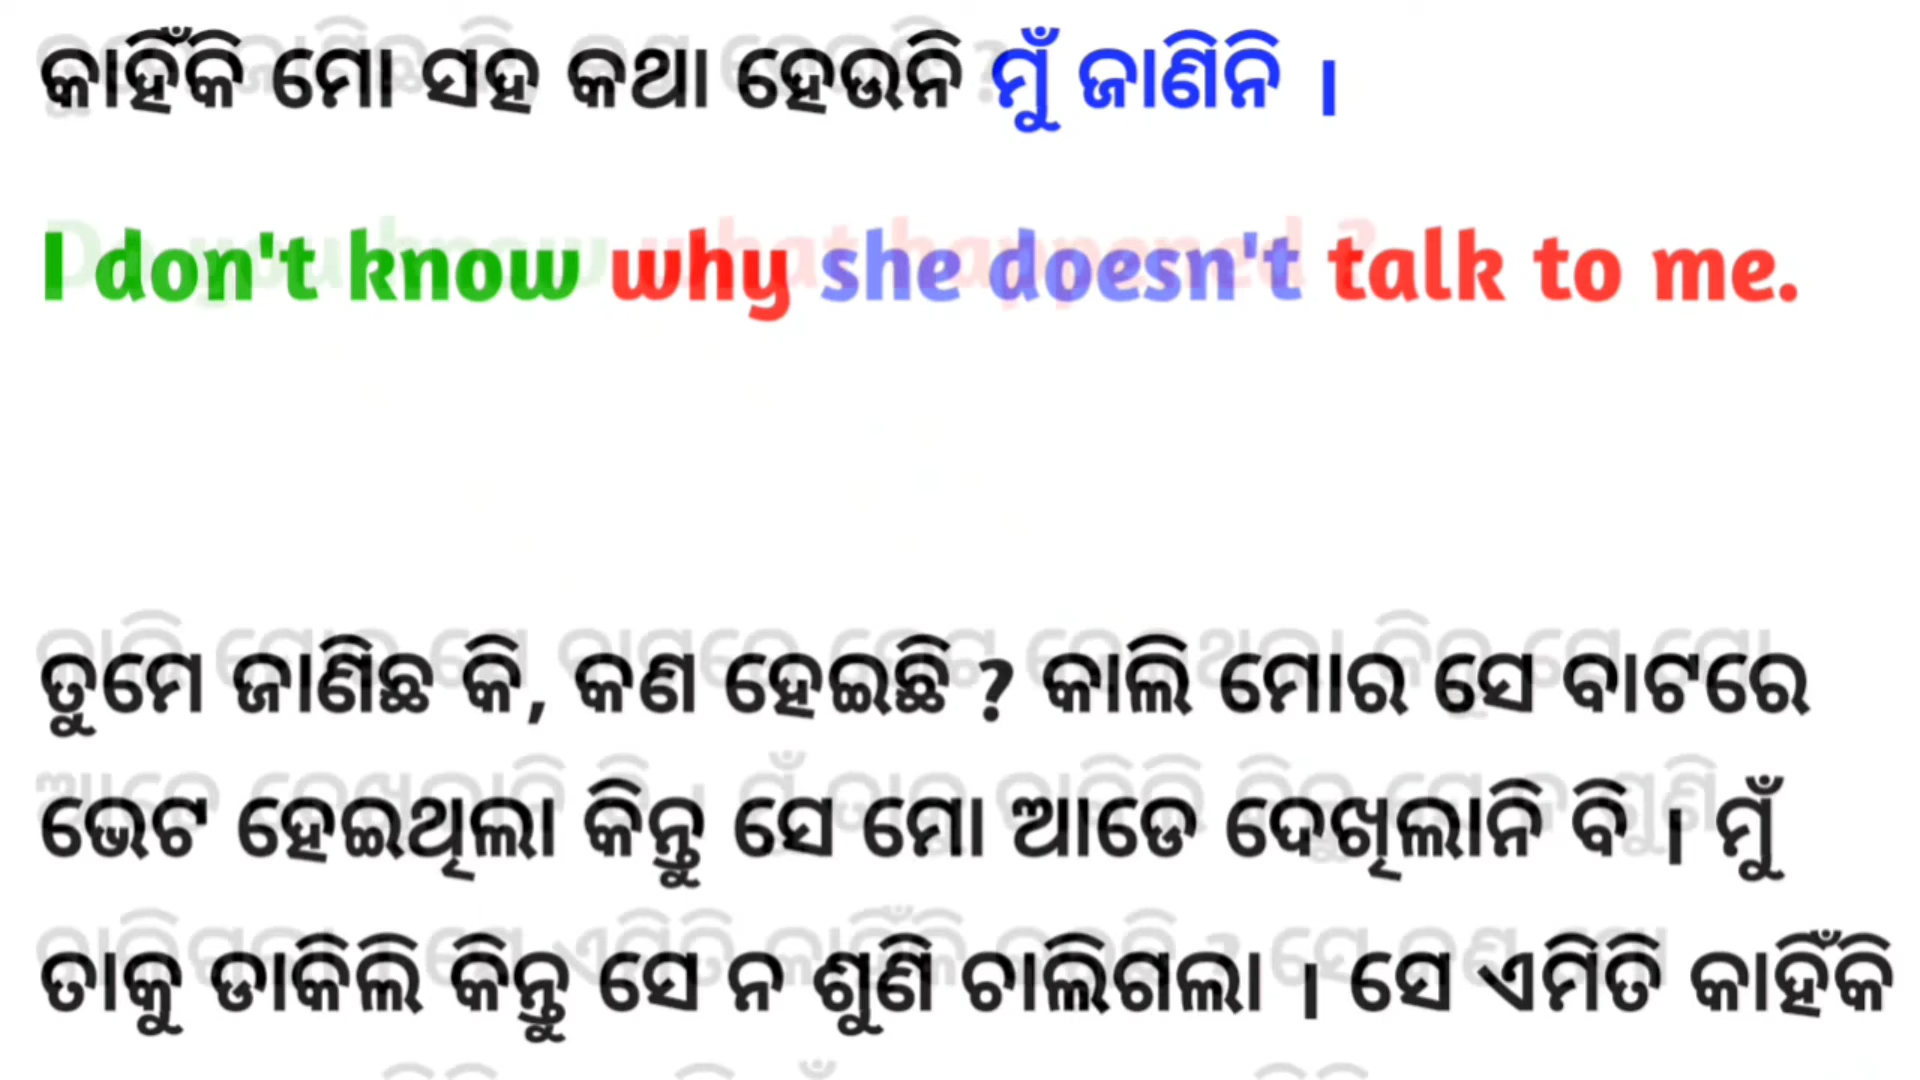 କାହିଁକି ମୋ ସହ କଥା ହେଉନି ମୁଁ ଜାଣିନି ।
I don't know why she doesn't talk to me.
ତୁମେ ଜାଣିଛ କି, କଣ ହେଇଛି ? କାଲି ମୋର ସେ ବାଟରେ
ଭେଟ ହେଇଥିଲା କିନ୍ତୁ ସେ ମୋ ଆଡେ ଦେଖିଲାନି ବି । ମୁଁ
ତାକୁ ଡାକିଲି କିନ୍ତୁ ସେ ନ ଶୁଣି ଚାଲିଗଲା । ସେ ଏମିତି କାହିଁକି